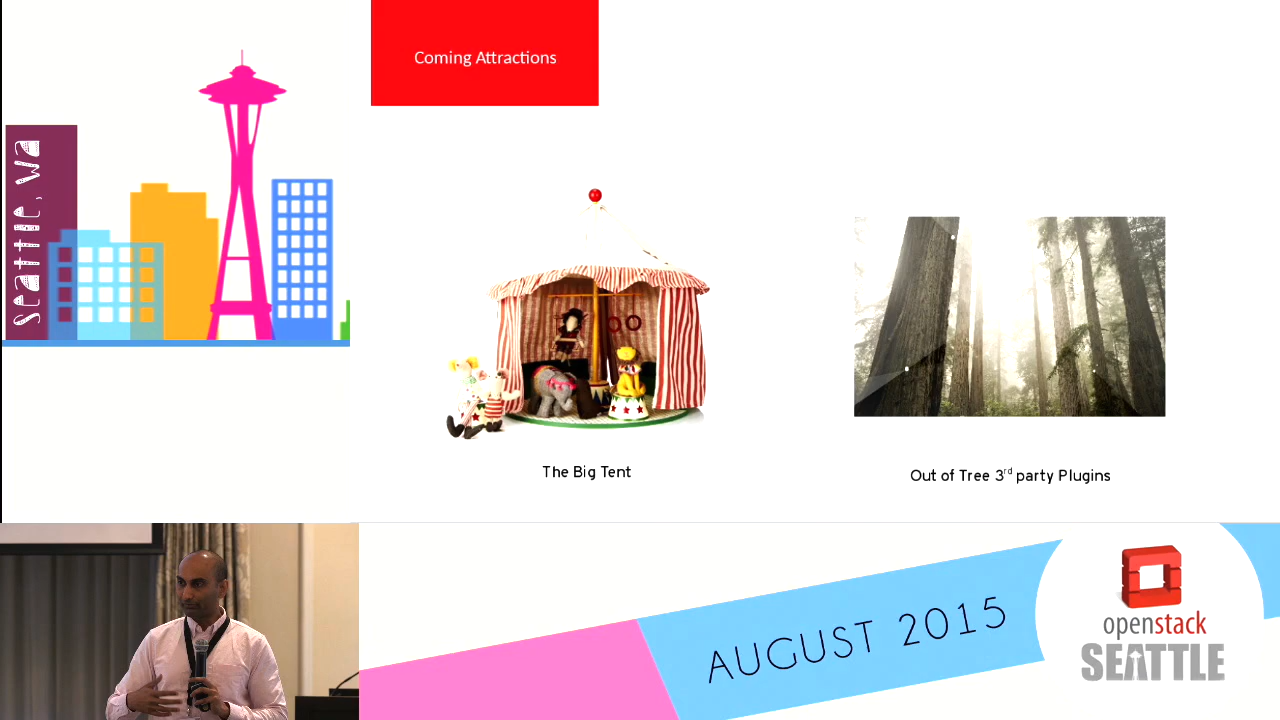 Coming Attractions
Seattle, WA
The Big Tent
Out of Tree 3rd party Plugins
AUGUST 2015
openstack
SEATTLE